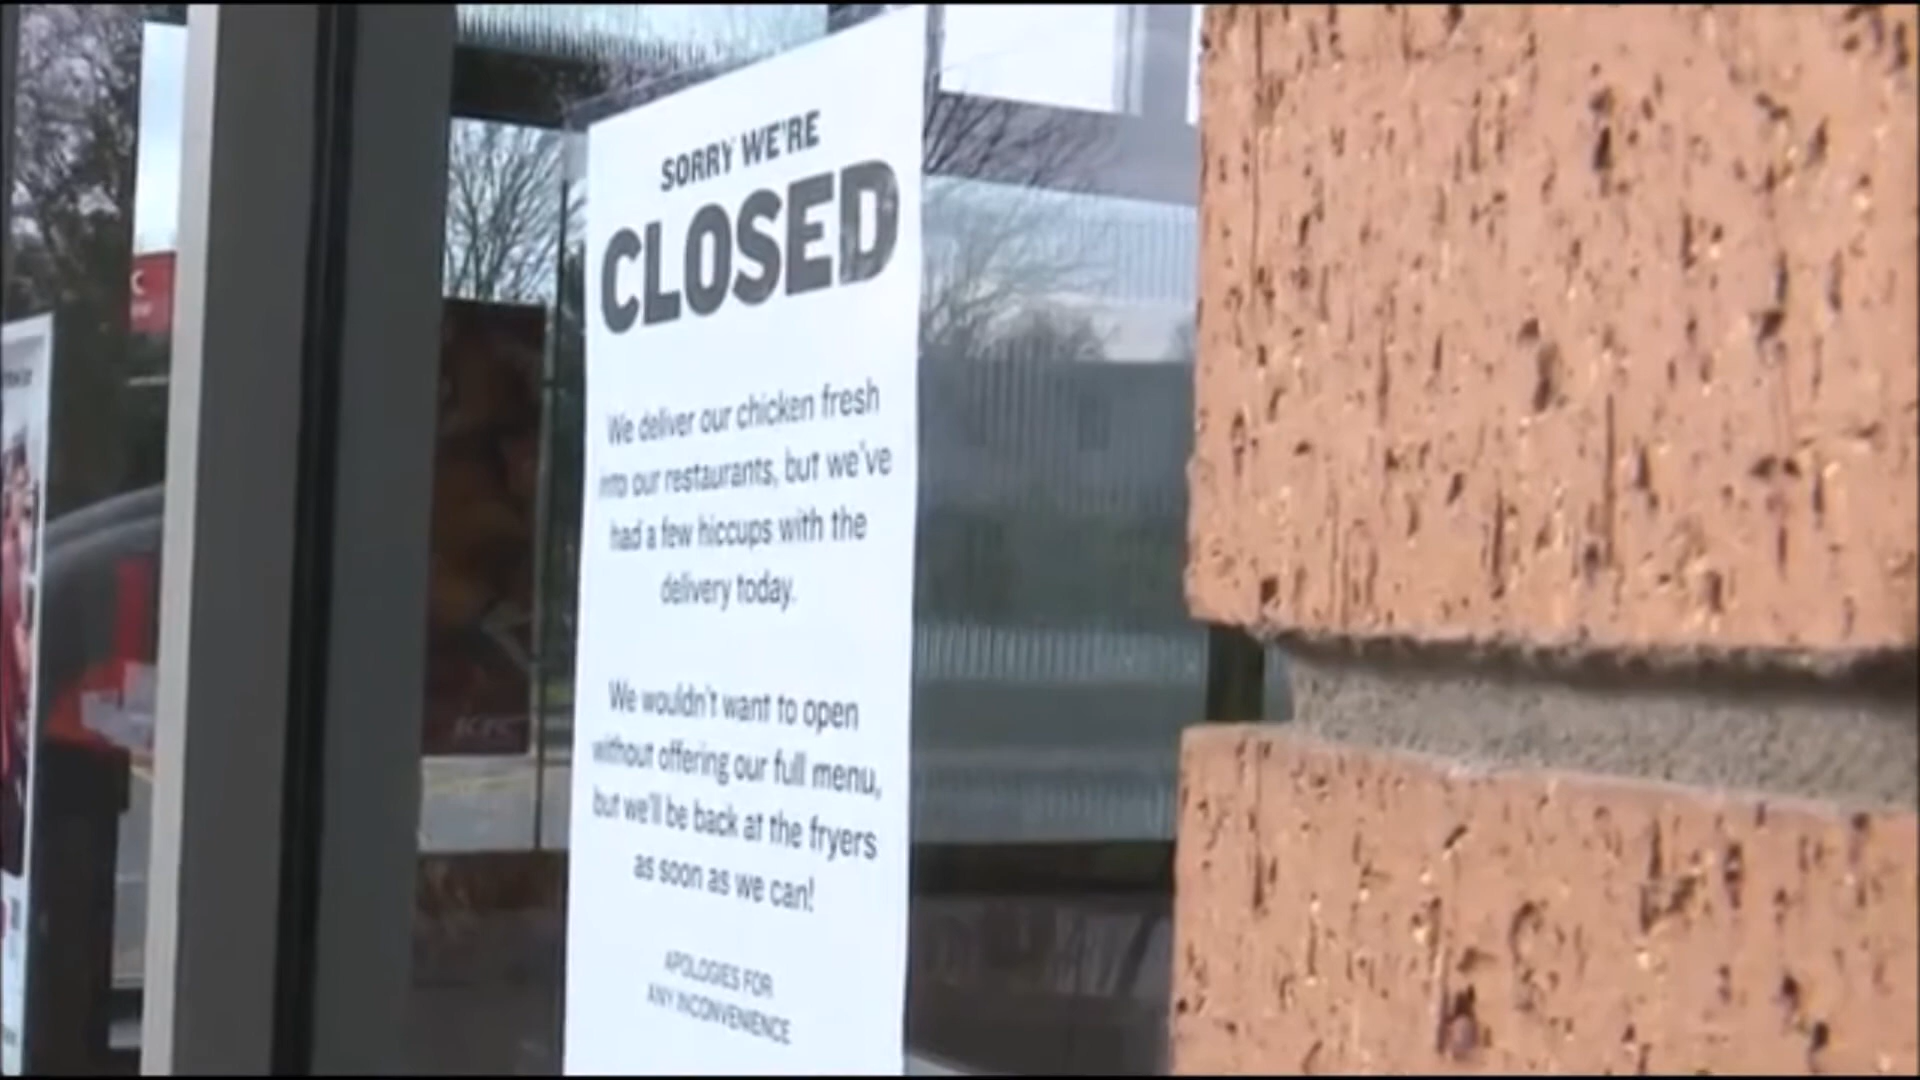 SORRY WE'RE
CLOSED
We deliver our chicken fresh
into our restaurants, but we've
had a few hiccups with the
delivery today.
We wouldn't want to open
without offering our full menu,
but we'll be back at the fryers
as soon as we can!
APOLOGIES FOR
ANY INCONVENIENCE
KFC